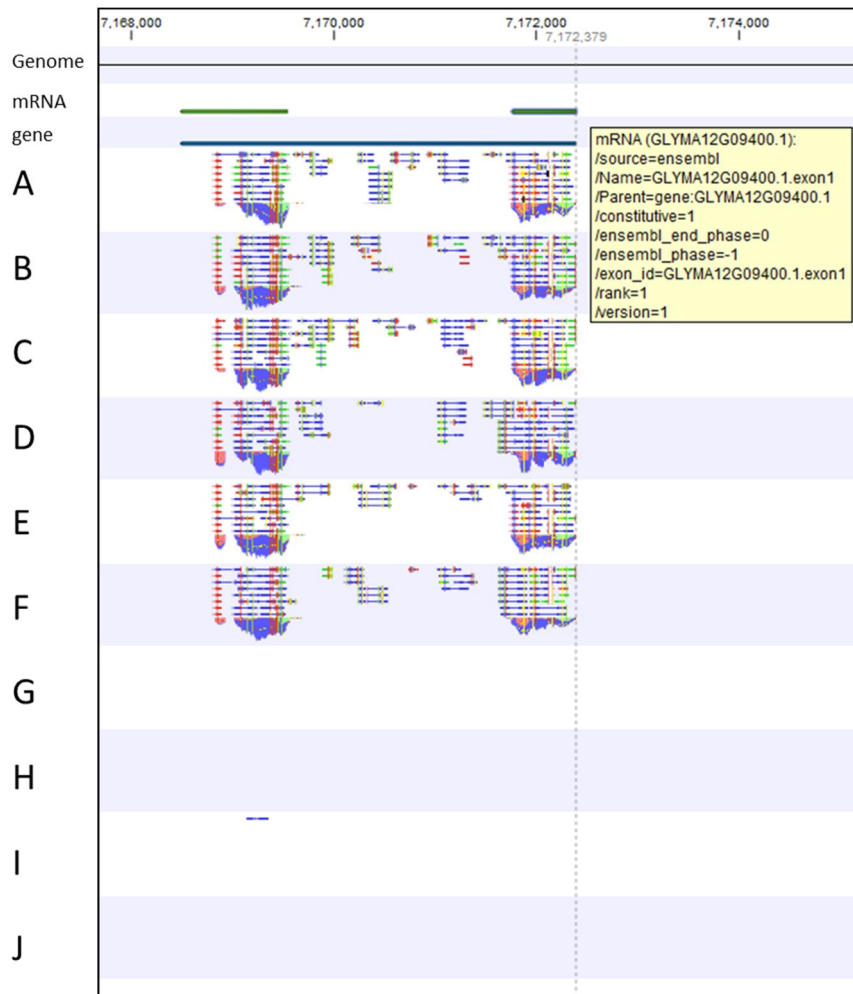 7,168,000 7,170,000 7,172,000 7,174,000
7,172,379
Genome
mRNA
gene
mRNA (GLYMA12G09400.1):
/source=ensembl
/Name=GLYMA12G09400.1.exon1
/Parent=gene:GLYMA12G09400.1
/constitutive=1
/ensembl_end_phase=0
/ensembl_phase=-1
/exon_id=GLYMA12G09400.1.exon1
/rank=1
/version=1
A
B
C
D
E
F
G
H
I
J